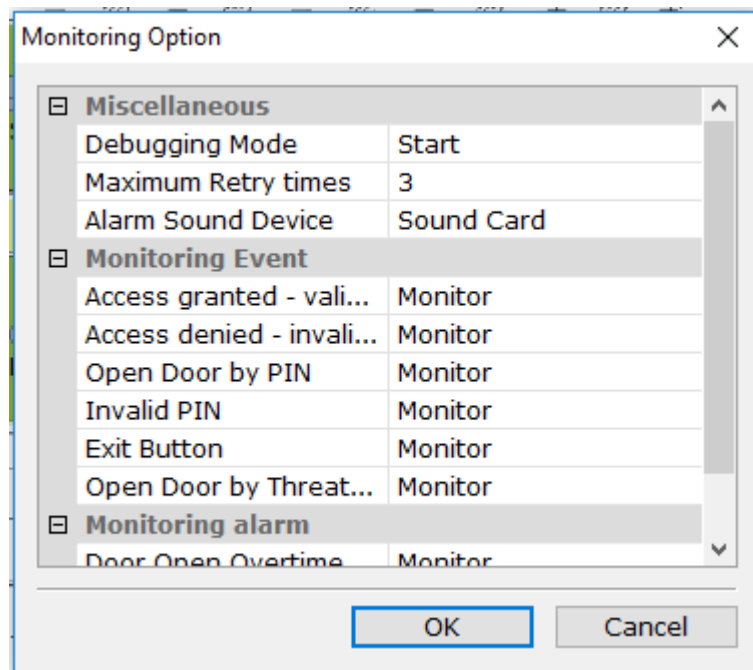 Monitoring Option
Miscellaneous
Debugging Mode Start
Maximum Retry times 3
Alarm Sound Device Sound Card
Monitoring Event
Access granted - vali... Monitor
Access denied - invali... Monitor
Open Door by PIN Monitor
Invalid PIN Monitor
Exit Button Monitor
Open Door by Threat... Monitor
Monitoring alarm
Door Open Overtime Monitor
OK Cancel